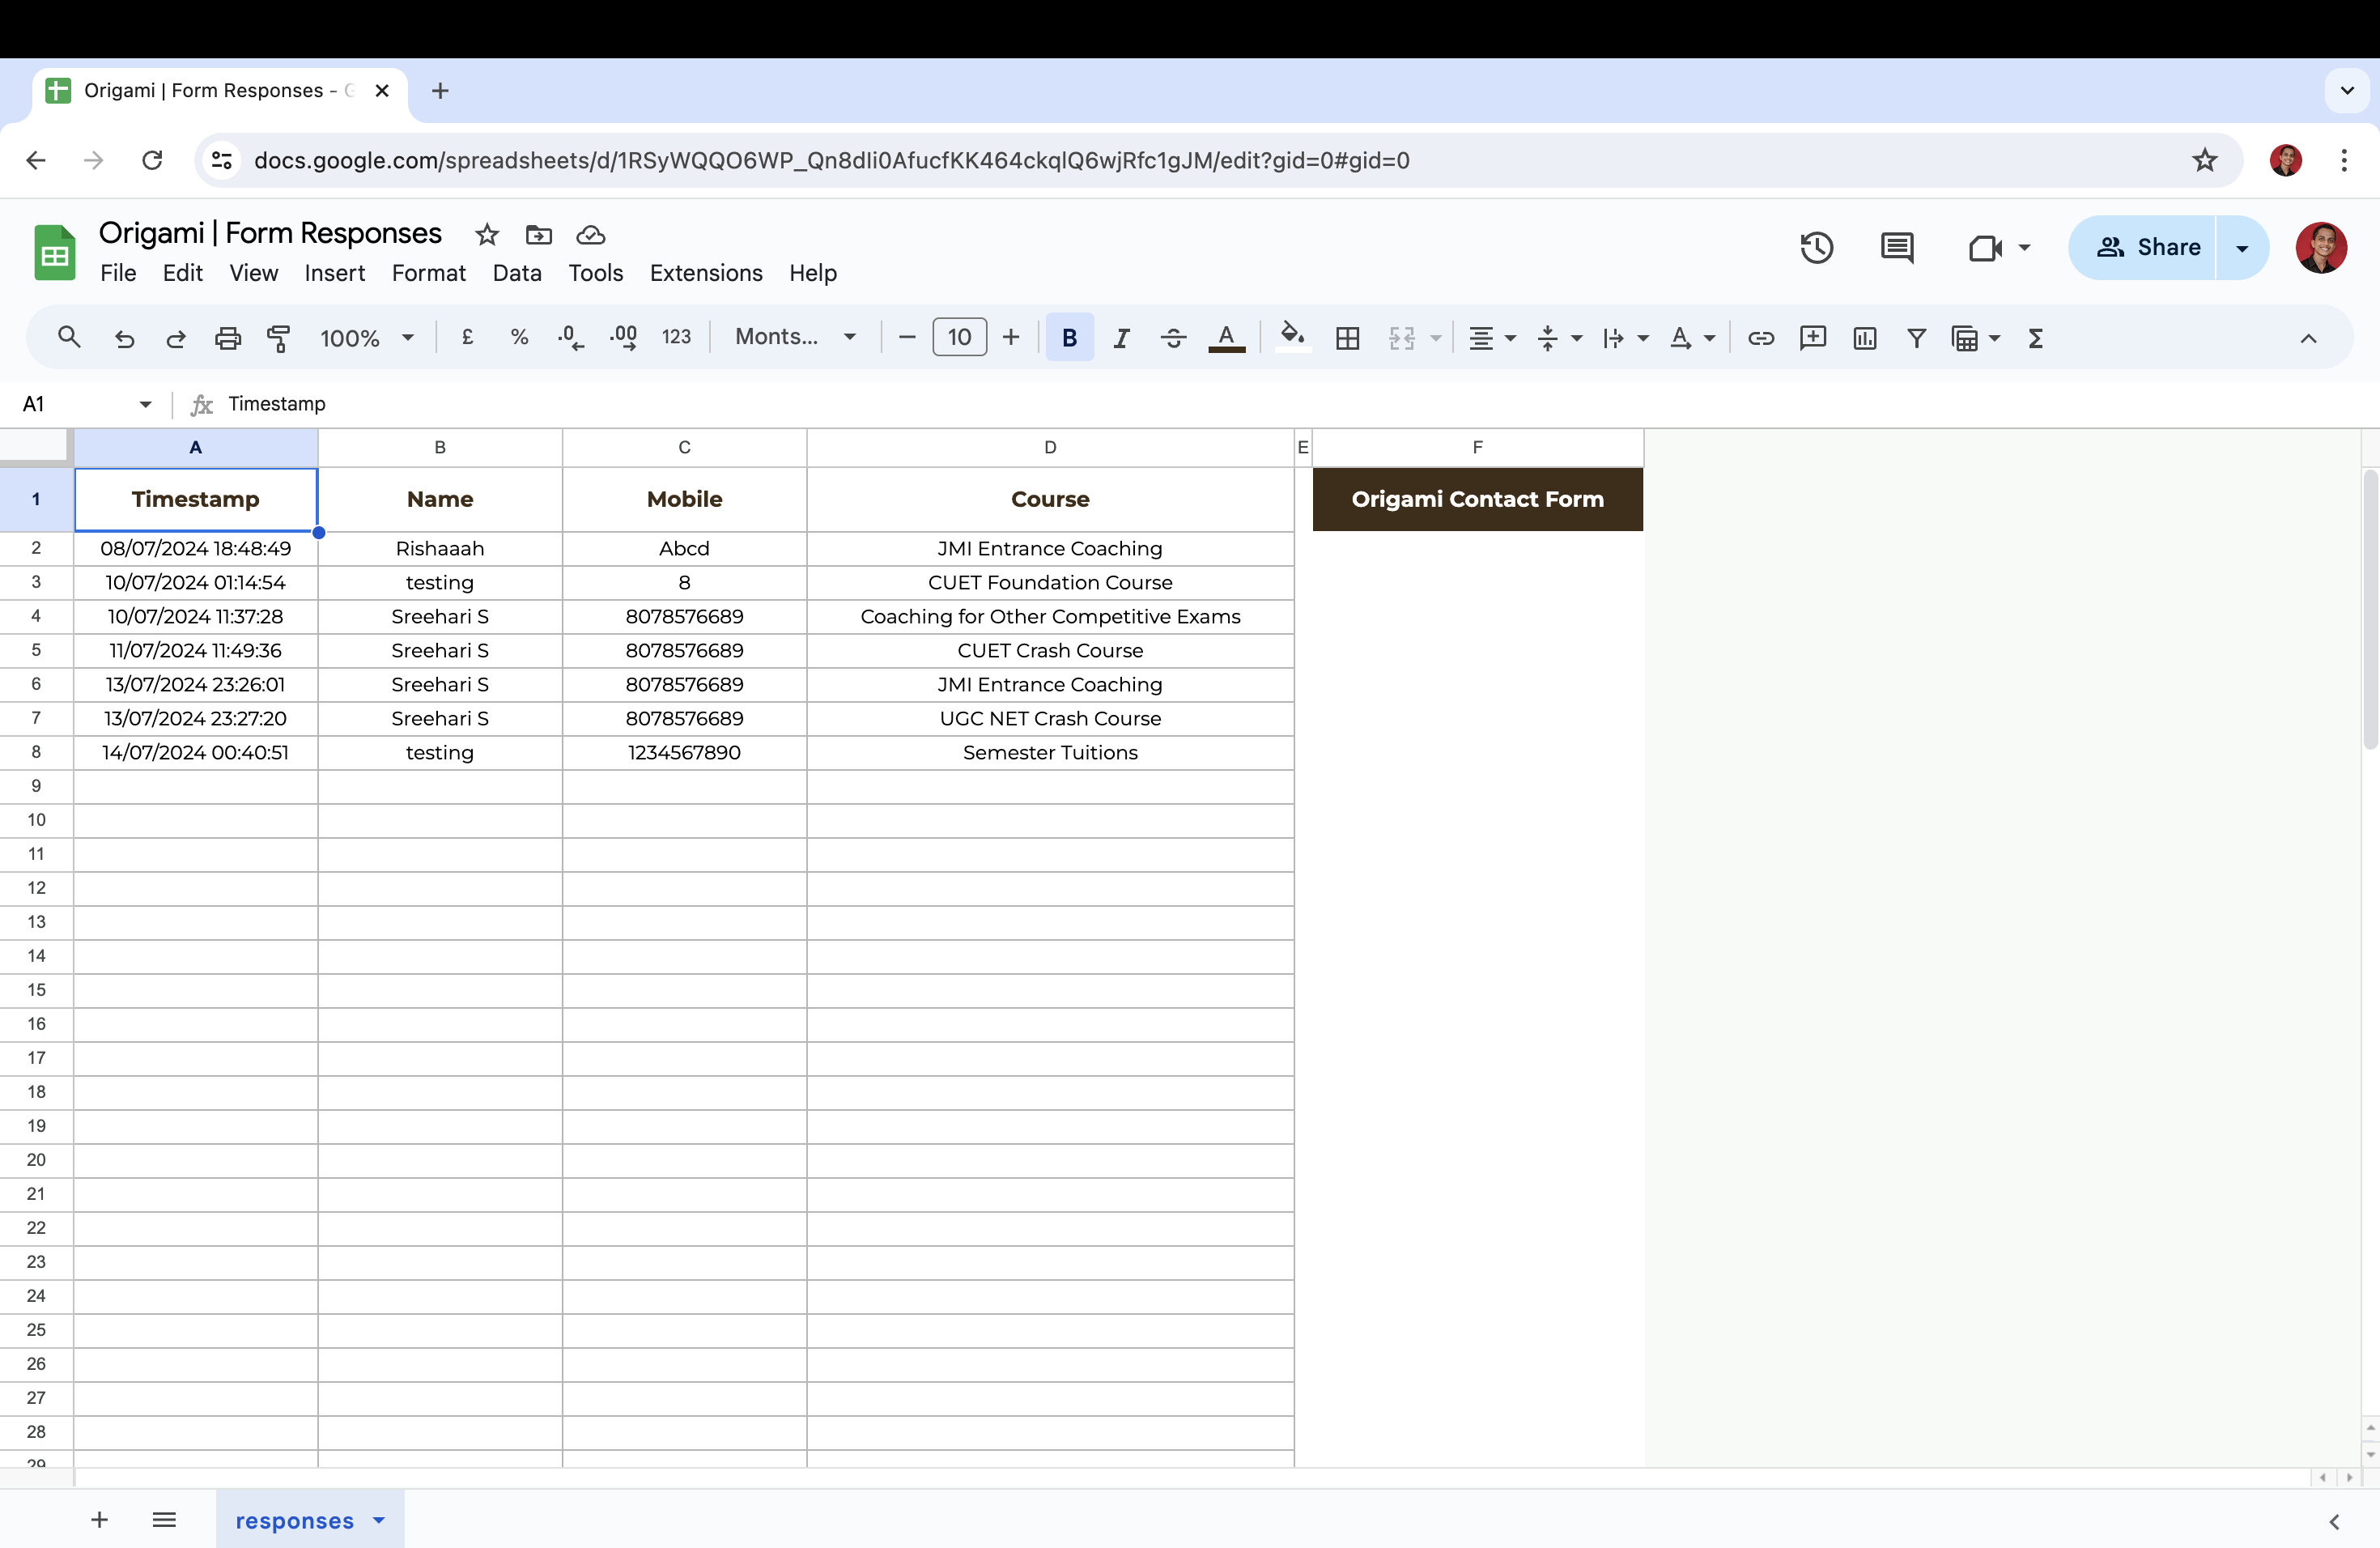 Origami | Form Responses - G
docs.google.com/spreadsheets/d/1RSyWQQO6WP_Qn8dli0AfucfKK464ckqlQ6wjRfc1gJM/edit?gid=0#gid=0
Origami | Form Responses
File Edit View Insert Format Data Tools Extensions Help
Share
100% £ % .0 .00 123 Monts... 10 B I A
A1 fx Timestamp
A B C D E F
1 Timestamp Name Mobile Course Origami Contact Form
2 08/07/2024 18:48:49 Rishaaah Abcd JMI Entrance Coaching
3 10/07/2024 01:14:54 testing 8 CUET Foundation Course
4 10/07/2024 11:37:28 Sreehari S 8078576689 Coaching for Other Competitive Exams
5 11/07/2024 11:49:36 Sreehari S 8078576689 CUET Crash Course
6 13/07/2024 23:26:01 Sreehari S 8078576689 JMI Entrance Coaching
7 13/07/2024 23:27:20 Sreehari S 8078576689 UGC NET Crash Course
8 14/07/2024 00:40:51 testing 1234567890 Semester Tuitions
9
10
11
12
13
14
15
16
17
18
19
20
21
22
23
24
25
26
27
28
29
responses